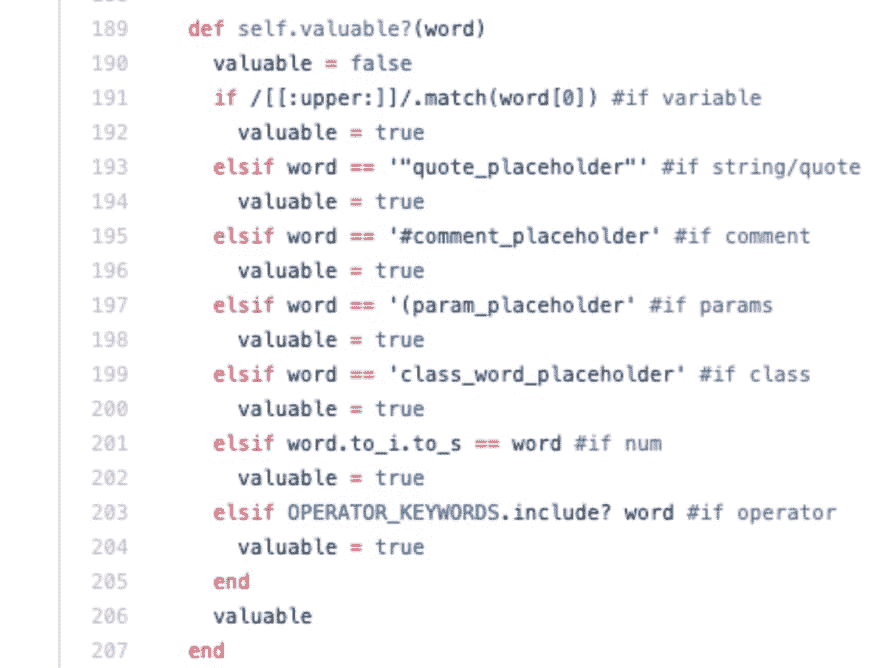 189 def self.valuable?(word)
190 valuable = false
191 if /[[:upper:]]/.match(word[0]) #if variable
192 valuable = true
193 elsif word == '"quote_placeholder"' #if string/quote
194 valuable = true
195 elsif word == '#comment_placeholder' #if comment
196 valuable = true
197 elsif word == '(param_placeholder' #if params
198 valuable = true
199 elsif word == 'class_word_placeholder' #if class
200 valuable = true
201 elsif word.to_i.to_s == word #if num
202 valuable = true
203 elsif OPERATOR_KEYWORDS.include? word #if operator
204 valuable = true
205 end
206 valuable
207 end